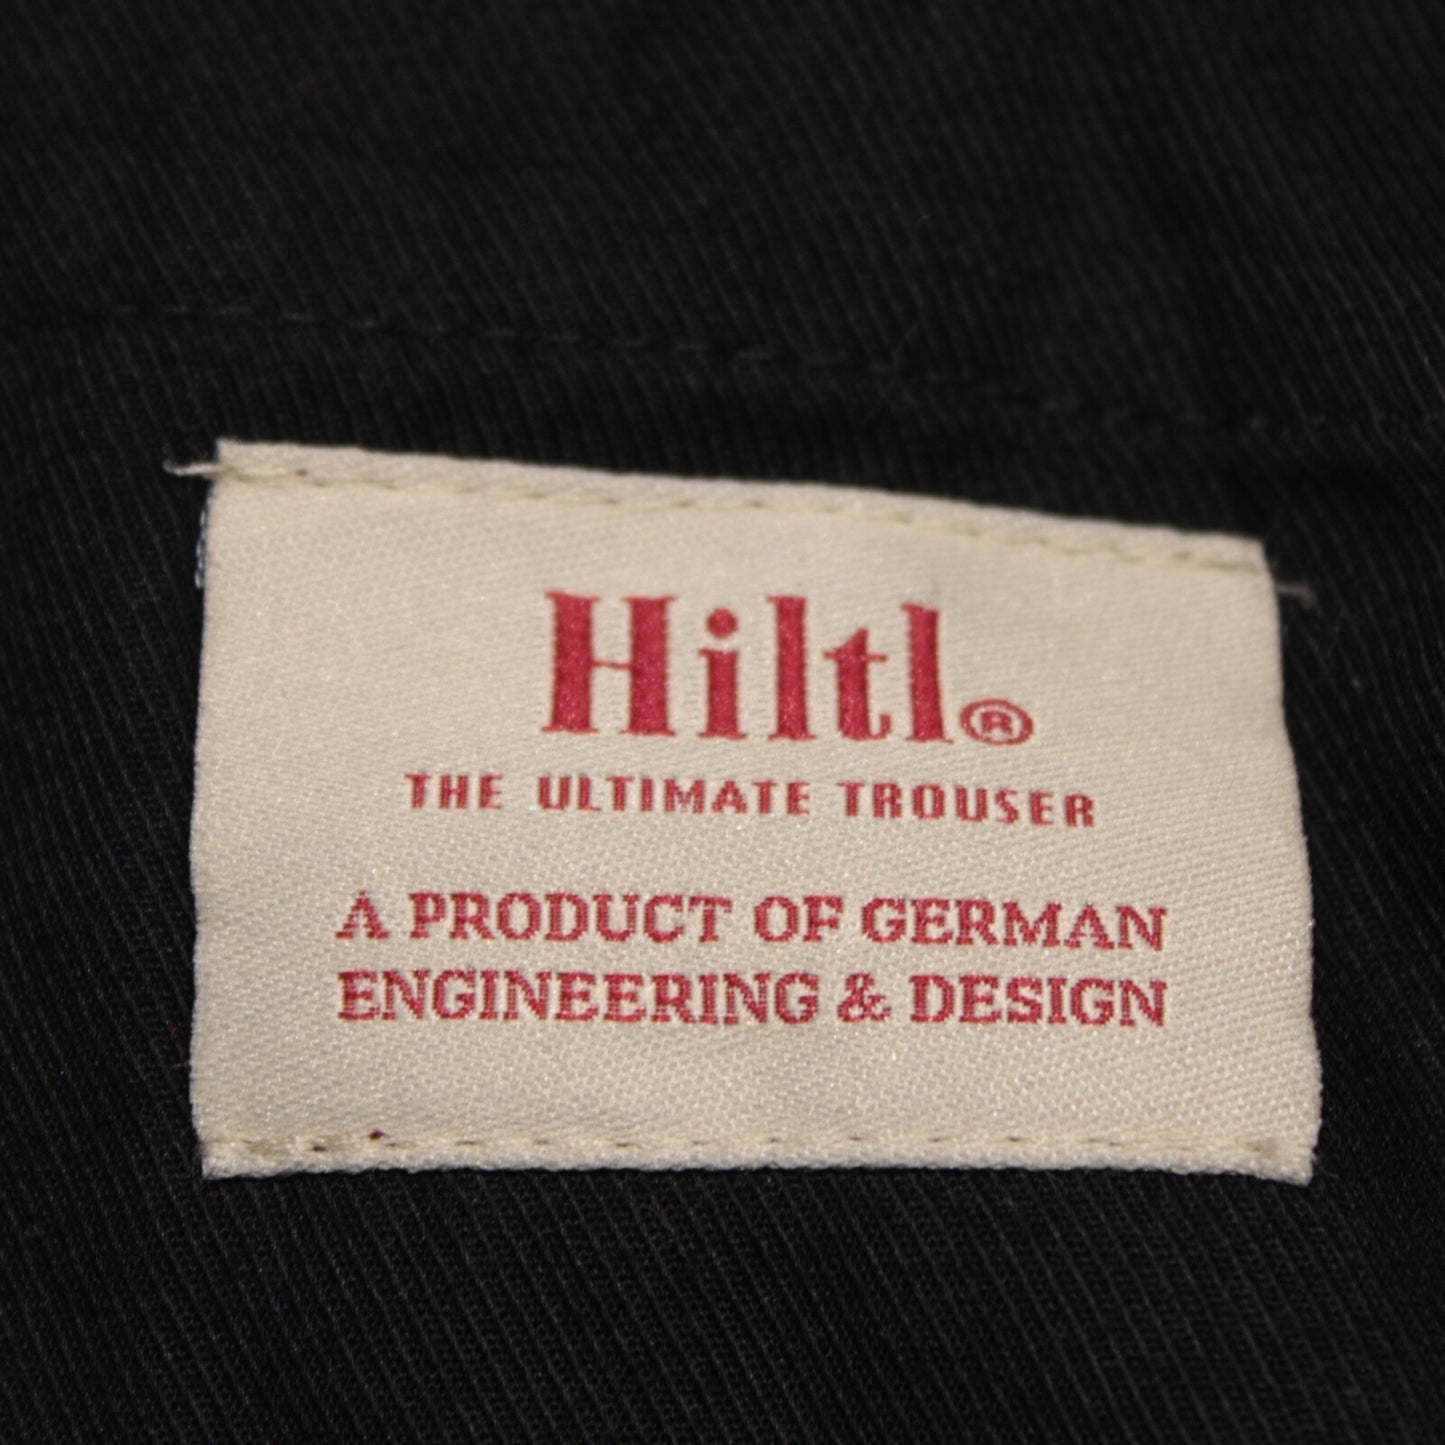 Hiltl®
THE ULTIMATE TROUSER
A PRODUCT OF GERMAN
ENGINEERING & DESIGN